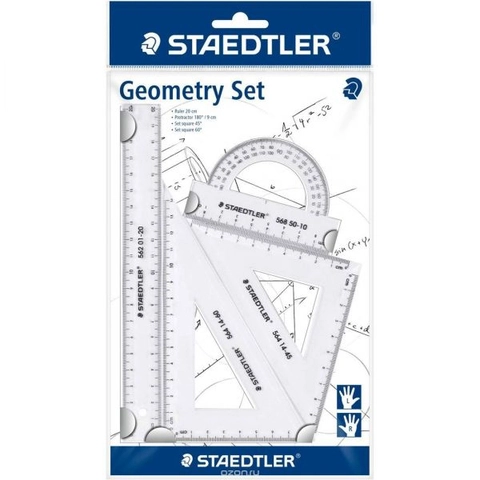 STAEDTLER
Geometry Set
• Ruler 20 cm
• Protractor 180° / 9 cm
• Set square 45°
• Set square 60°
STAEDTLER 568 50-10
STAEDTLER 562 01-20
STAEDTLER 564 14-60
STAEDTLER 564 14-45
L
R
STAEDTLER